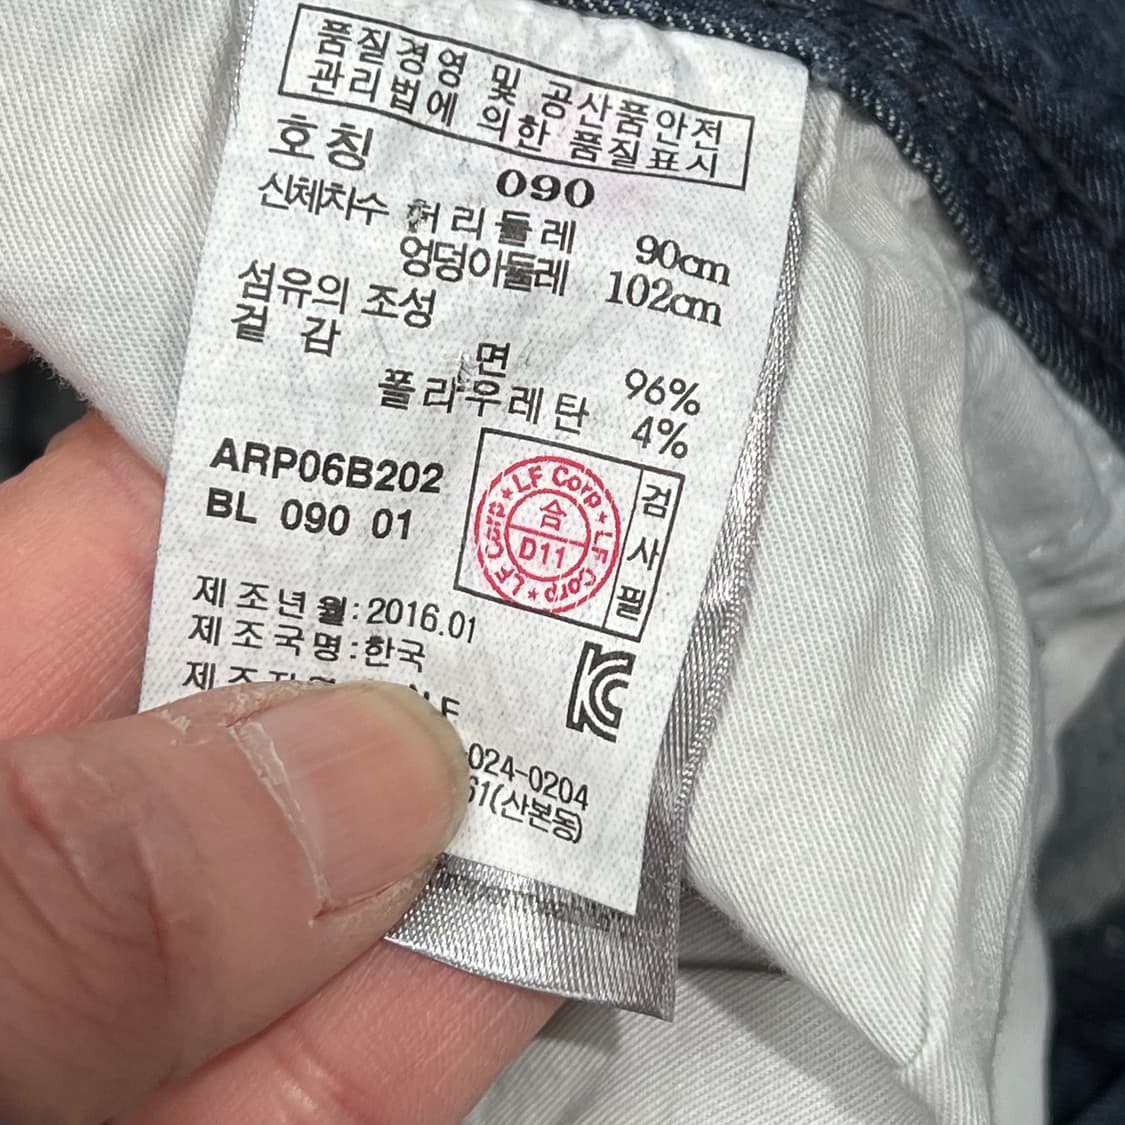 품질경영 및 공산품안전
관리법에 의한 품질표시
호칭 090
신체치수 허리둘레 90cm
엉덩이둘레 102cm
섬유의 조성
겉감
면 96%
폴리우레탄 4%
ARP06B202
BL 090 01
LF Corp ★ LF Corp ★ LF Corp ★
합
D11
검사필
제조년월:2016.01
제조국명:한국
KC
-024-0204
(산본동)